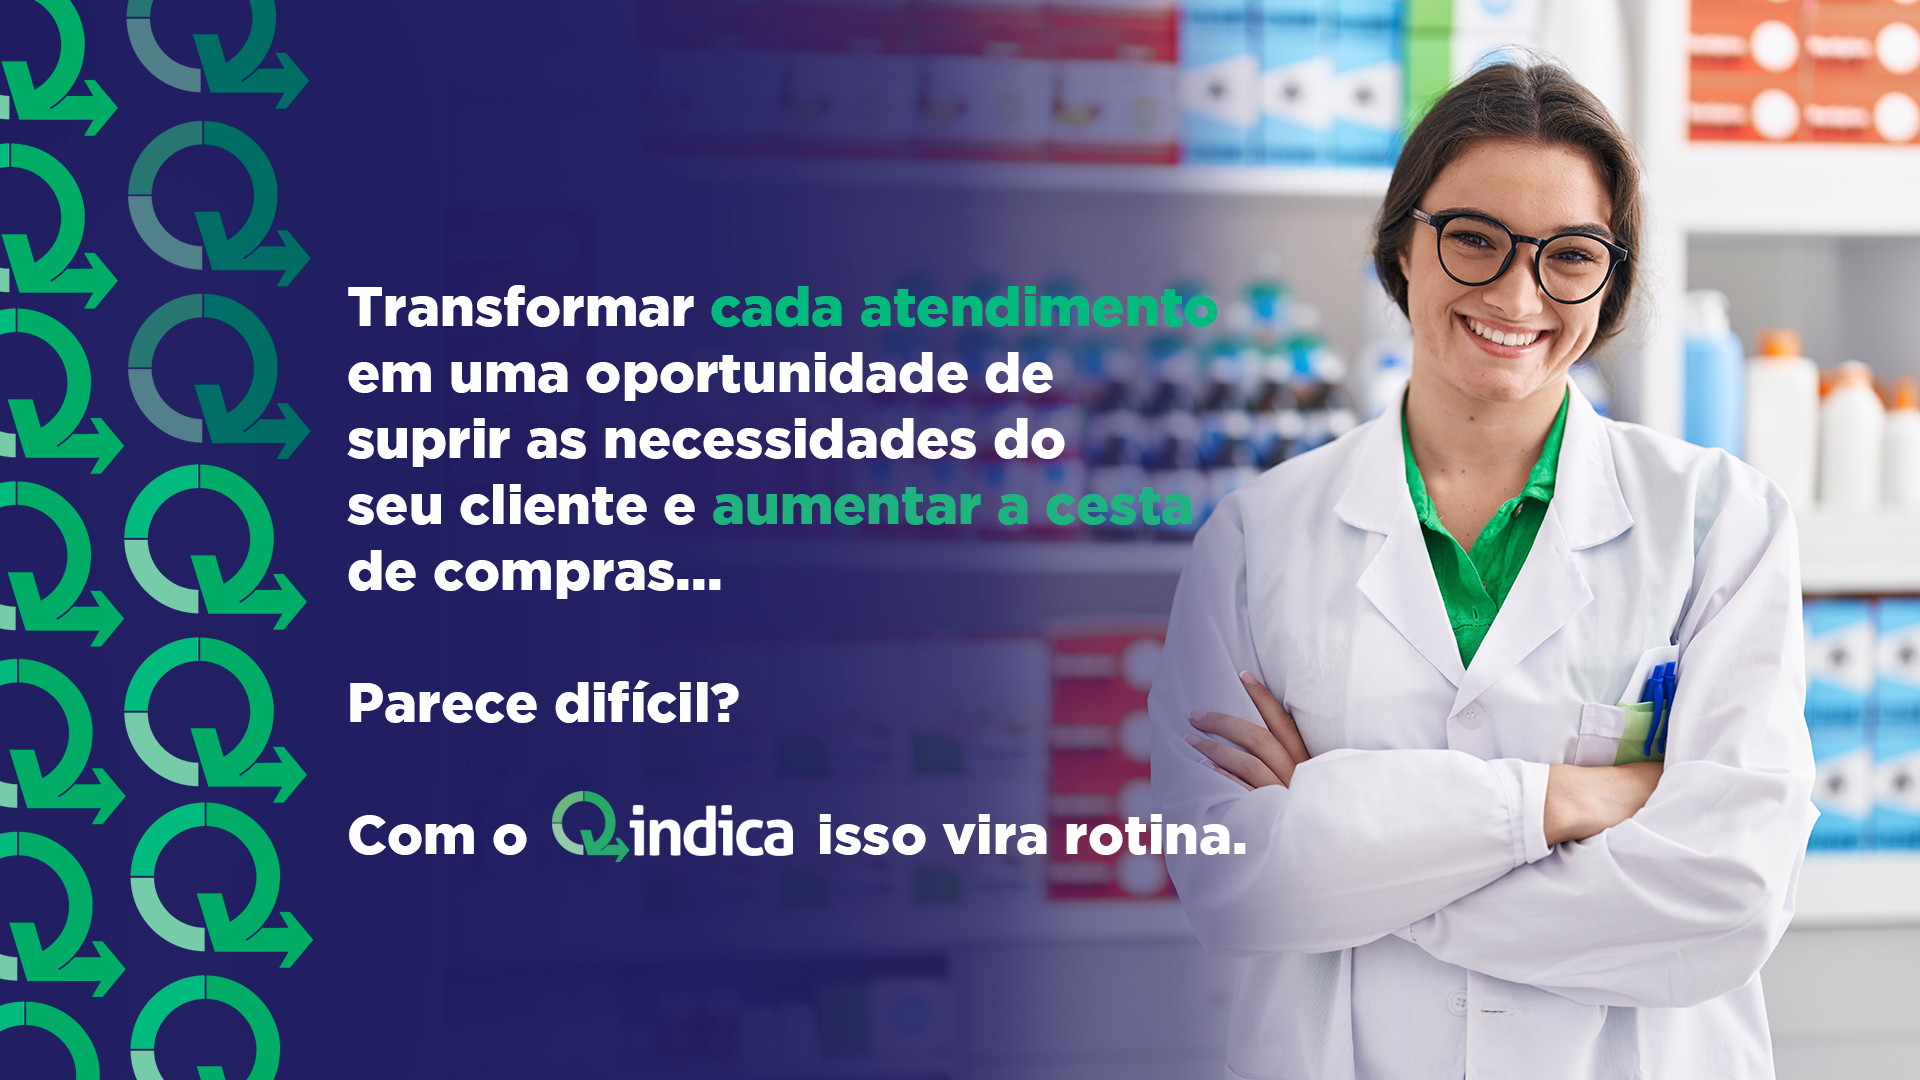 Transformar cada atendimento
em uma oportunidade de
suprir as necessidades do
seu cliente e aumentar a cesta
de compras...
Parece difícil?
Com o Qindica isso vira rotina.